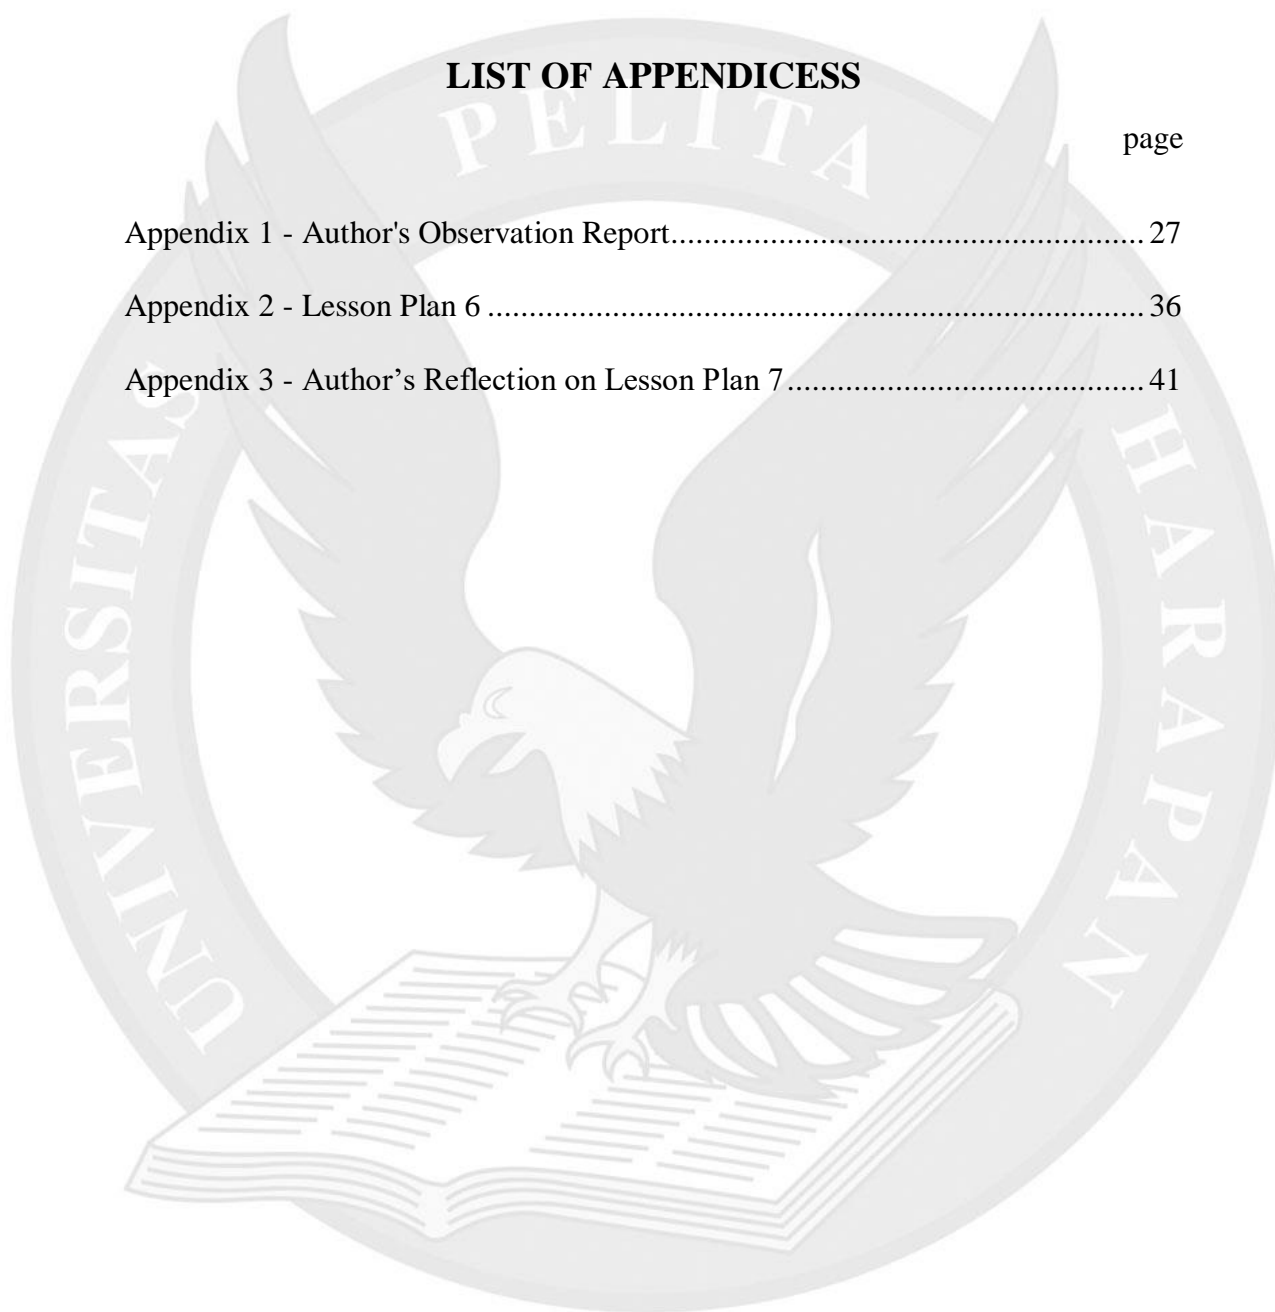 LIST OF APPENDICESS
page
Appendix 1 - Author's Observation Report.......................................................... 27
Appendix 2 - Lesson Plan 6 ................................................................................ 36
Appendix 3 - Author’s Reflection on Lesson Plan 7............................................ 41
UNIVERSITAS PELITA HARAPAN